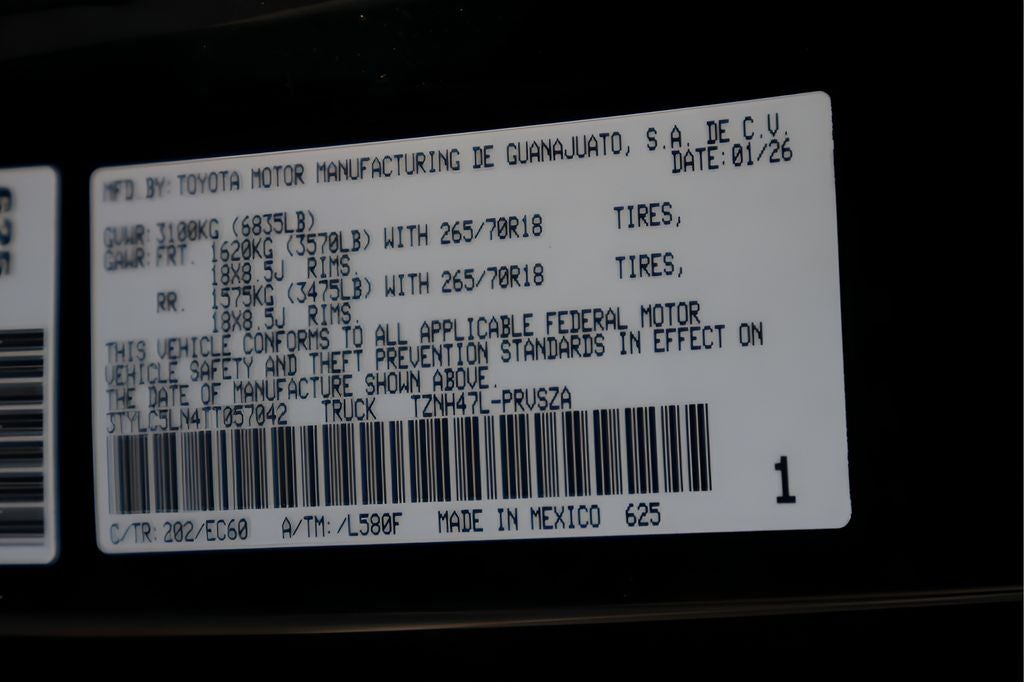 MFD BY: TOYOTA MOTOR MANUFACTURING DE GUANAJUATO, S.A. DE C.V.
DATE: 01/26
GVWR: 3100KG (6835LB)
GAWR: FRT. 1620KG (3570LB) WITH 265/70R18 TIRES,
18X8.5J RIMS.
RR. 1575KG (3475LB) WITH 265/70R18 TIRES,
18X8.5J RIMS.
THIS VEHICLE CONFORMS TO ALL APPLICABLE FEDERAL MOTOR
VEHICLE SAFETY AND THEFT PREVENTION STANDARDS IN EFFECT ON
THE DATE OF MANUFACTURE SHOWN ABOVE.
3TYLC5LN4TT057042 TRUCK TZNH47L-PRVSZA
C/TR: 202/EC60 A/TM: /L580F MADE IN MEXICO 625
1
625